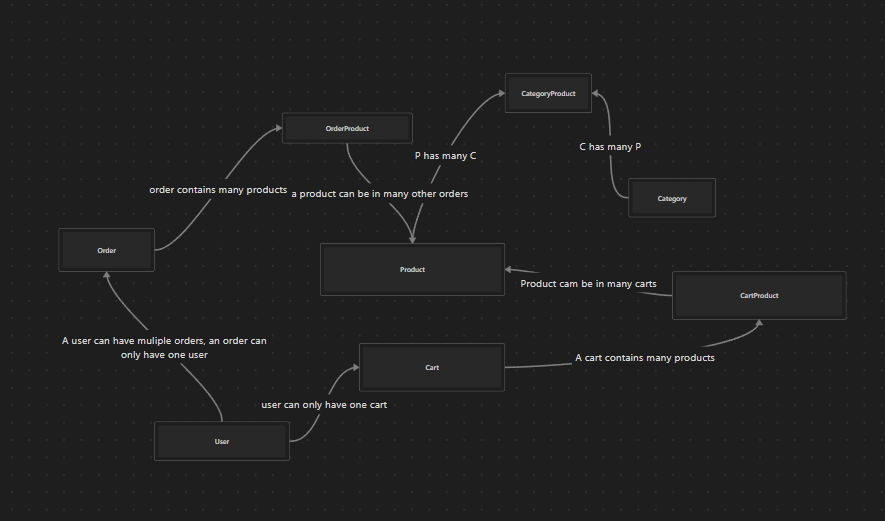 CategoryProduct
OrderProduct
P has many C
C has many P
order contains many products
a product can be in many other orders
Category
Order
Product
Product cam be in many carts
CartProduct
A user can have muliple orders, an order can
only have one user
A cart contains many products
Cart
user can only have one cart
User